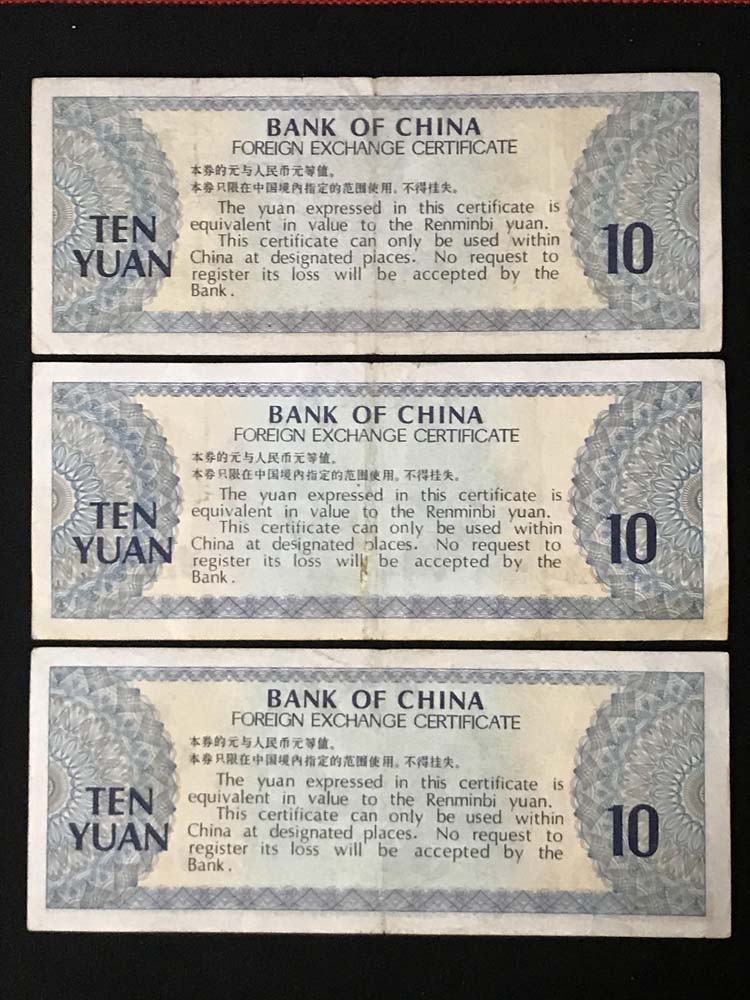 BANK OF CHINA
FOREIGN EXCHANGE CERTIFICATE
本券的元与人民币元等值。
本券只限在中国境内指定的范围使用。不得挂失。
The yuan expressed in this certificate is
equivalent in value to the Renminbi yuan.
This certificate can only be used within
China at designated places. No request to
register its loss will be accepted by the
Bank.
TEN
YUAN
10
BANK OF CHINA
FOREIGN EXCHANGE CERTIFICATE
本券的元与人民币元等值。
本券只限在中国境内指定的范围使用。不得挂失。
The yuan expressed in this certificate is
equivalent in value to the Renminbi yuan.
This certificate can only be used within
China at designated places. No request to
register its loss will be accepted by the
Bank.
TEN
YUAN
10
BANK OF CHINA
FOREIGN EXCHANGE CERTIFICATE
本券的元与人民币元等值。
本券只限在中国境内指定的范围使用。不得挂失。
The yuan expressed in this certificate is
equivalent in value to the Renminbi yuan.
This certificate can only be used within
China at designated places. No request to
register its loss will be accepted by the
Bank.
TEN
YUAN
10